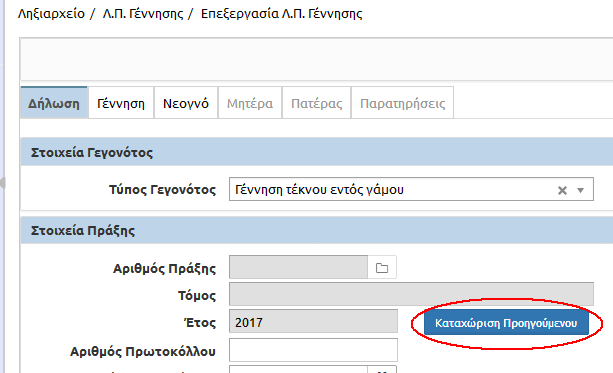 Ληξιαρχείο / Λ.Π. Γέννησης / Επεξεργασία Λ.Π. Γέννησης
Δήλωση Γέννηση Νεογνό Μητέρα Πατέρας Παρατηρήσεις
Στοιχεία Γεγονότος
Τύπος Γεγονότος Γέννηση τέκνου εντός γάμου
Στοιχεία Πράξης
Αριθμός Πράξης
Τόμος
Έτος 2017 Καταχώριση Προηγούμενου
Αριθμός Πρωτοκόλλου